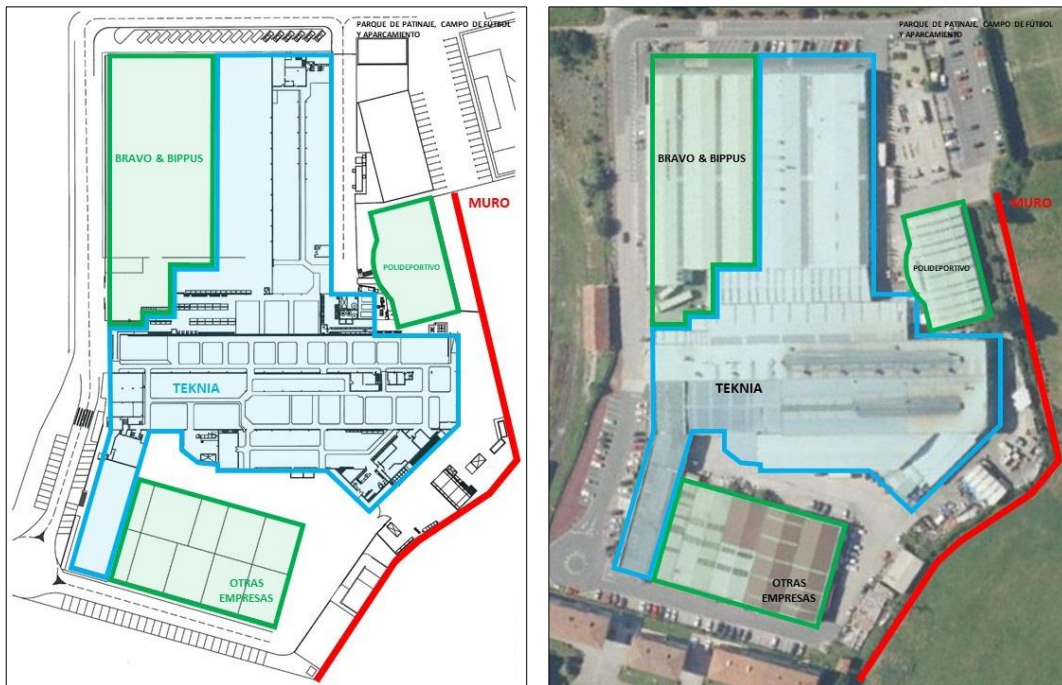 PARQUE DE PATINAJE, CAMPO DE FÚTBOL
Y APARCAMIENTO
BRAVO & BIPPUS
MURO
POLIDEPORTIVO
TEKNIA
OTRAS
EMPRESAS
PARQUE DE PATINAJE, CAMPO DE FÚTBOL
Y APARCAMIENTO
BRAVO & BIPPUS
MURO
POLIDEPORTIVO
TEKNIA
OTRAS
EMPRESAS